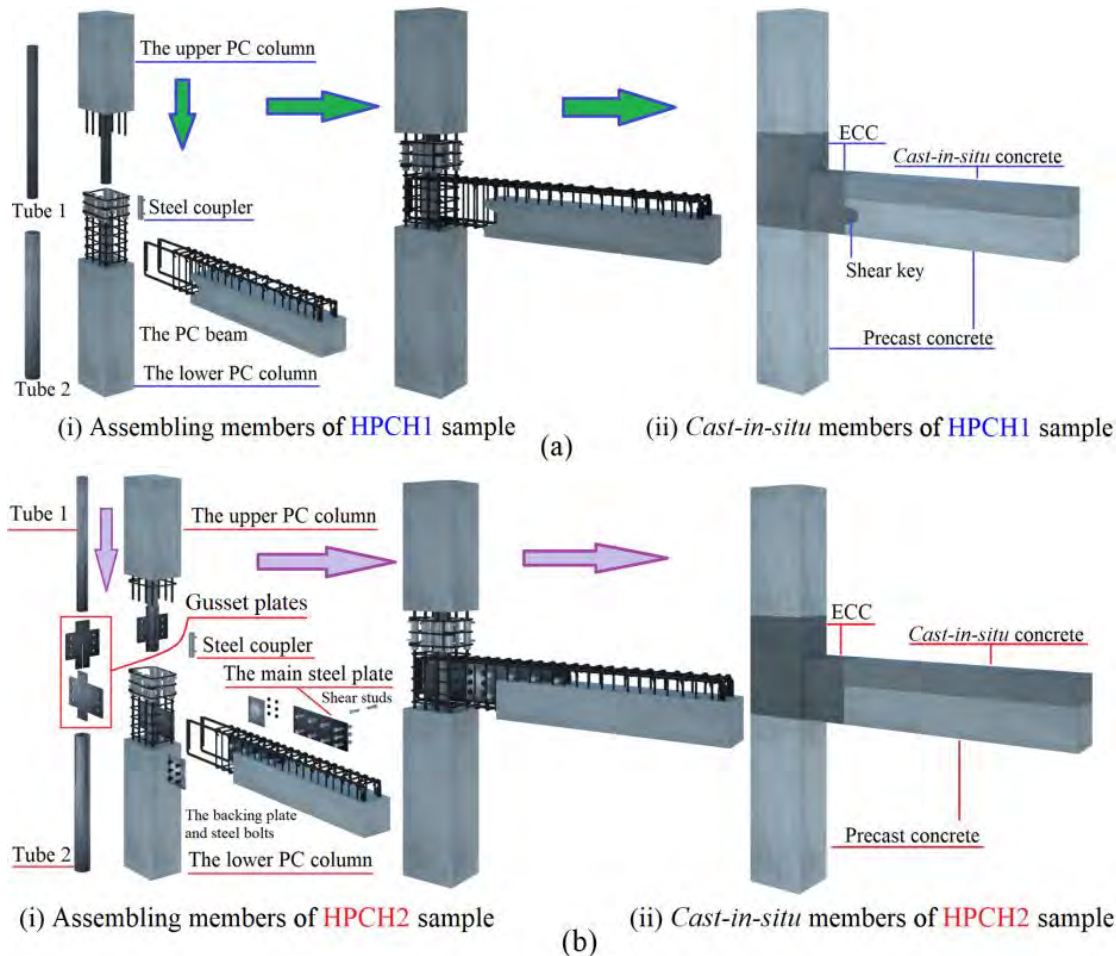 The upper PC column
Tube 1
Steel coupler
The PC beam
Tube 2
The lower PC column
ECC
Cast-in-situ concrete
Shear key
Precast concrete
(i) Assembling members of HPCH1 sample
(ii) Cast-in-situ members of HPCH1 sample
(a)
Tube 1
The upper PC column
Gusset plates
Steel coupler
The main steel plate
Shear studs
The backing plate
and steel bolts
Tube 2
The lower PC column
ECC
Cast-in-situ concrete
Precast concrete
(i) Assembling members of HPCH2 sample
(ii) Cast-in-situ members of HPCH2 sample
(b)